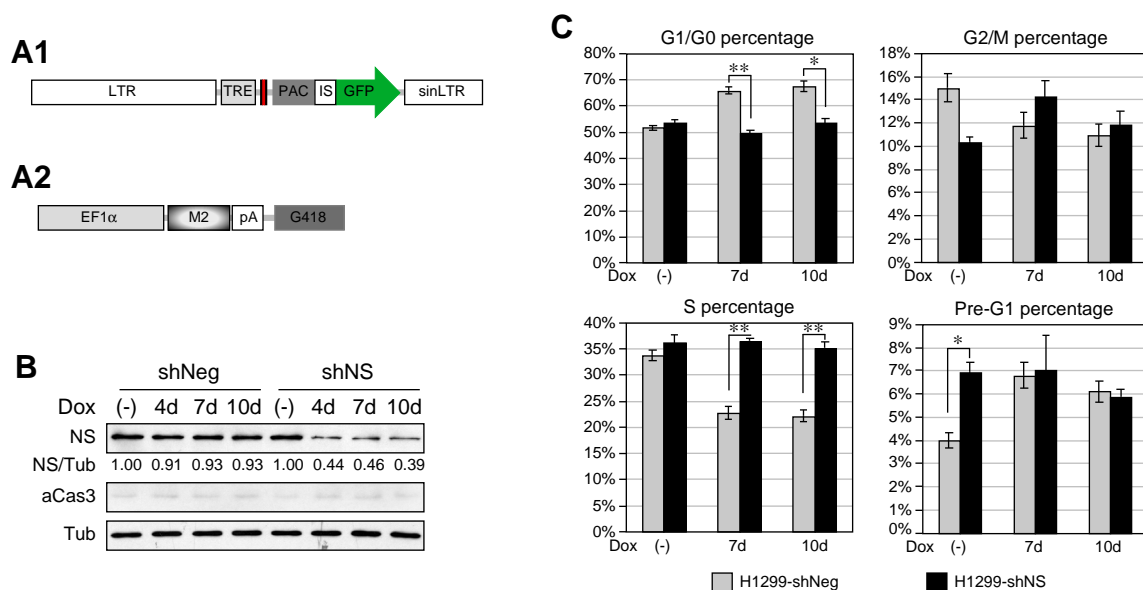 A1
LTR TRE PAC IS GFP sinLTR
A2
EF1α M2 pA G418
B
shNeg shNS
Dox (-) 4d 7d 10d (-) 4d 7d 10d
NS
NS/Tub 1.00 0.91 0.93 0.93 1.00 0.44 0.46 0.39
aCas3
Tub
C
G1/G0 percentage
80%
70%
60%
50%
40%
30%
20%
10%
0%
** *
Dox (-) 7d 10d
G2/M percentage
18%
16%
14%
12%
10%
8%
6%
4%
2%
0%
(-) 7d 10d
S percentage
40%
35%
30%
25%
20%
15%
10%
5%
0%
** **
Dox (-) 7d 10d
Pre-G1 percentage
9%
8%
7%
6%
5%
4%
3%
2%
1%
0%
*
Dox (-) 7d 10d
H1299-shNeg H1299-shNS